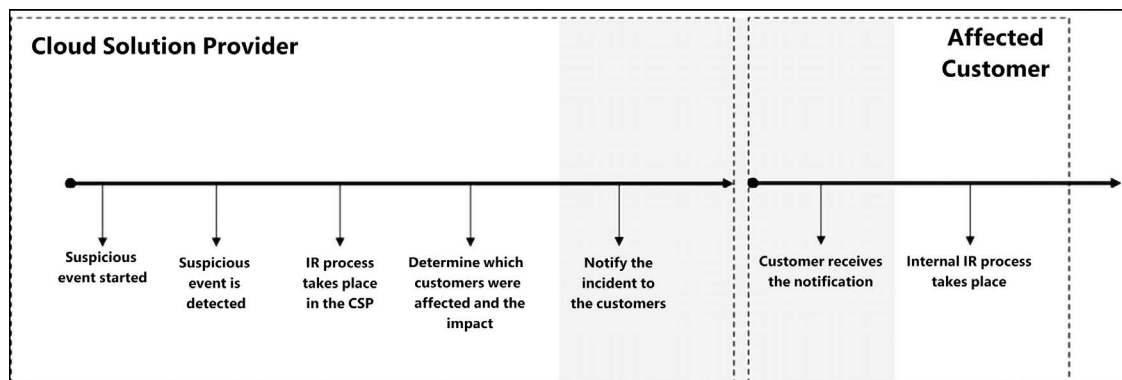 Cloud Solution Provider
Affected
Customer
Suspicious
event started
Suspicious
event is
detected
IR process
takes place
in the CSP
Determine which
customers were
affected and the
impact
Notify the
incident to
the customers
Customer receives
the notification
Internal IR process
takes place